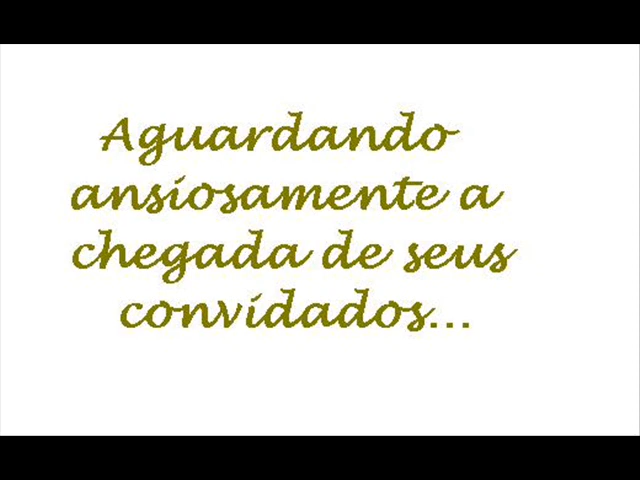 Aguardando
ansiosamente a
chegada de seus
convidados...